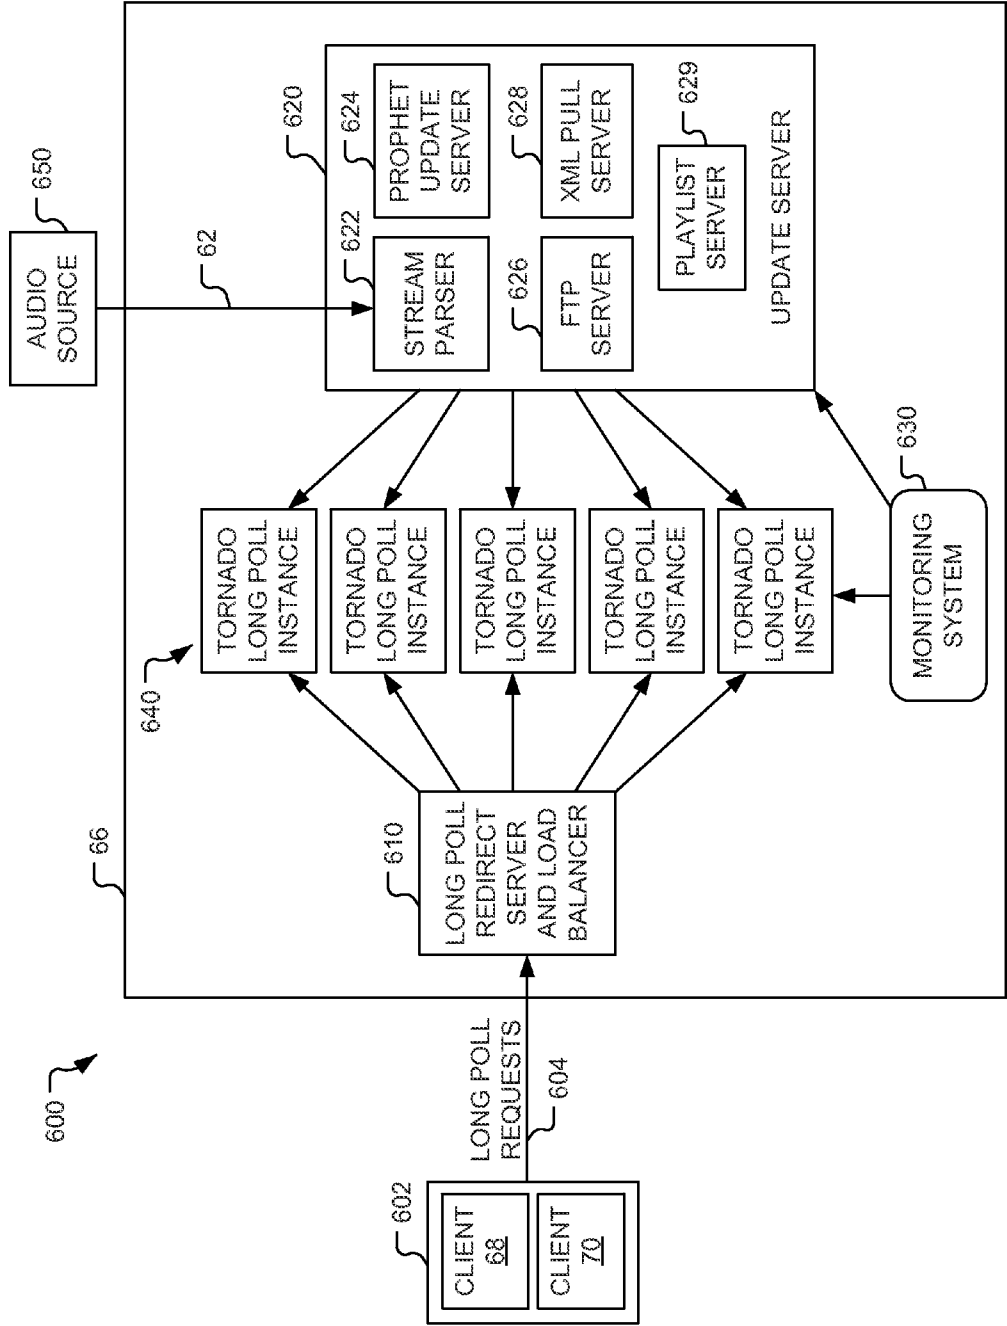 600
602
CLIENT
68
CLIENT
70
LONG POLL
REQUESTS
604
66
610
LONG POLL
REDIRECT
SERVER
AND LOAD
BALANCER
640
TORNADO
LONG POLL
INSTANCE
TORNADO
LONG POLL
INSTANCE
TORNADO
LONG POLL
INSTANCE
TORNADO
LONG POLL
INSTANCE
TORNADO
LONG POLL
INSTANCE
MONITORING
SYSTEM
630
AUDIO
SOURCE
650
62
620
622
STREAM
PARSER
624
PROPHET
UPDATE
SERVER
626
FTP
SERVER
628
XML PULL
SERVER
PLAYLIST
SERVER
629
UPDATE SERVER